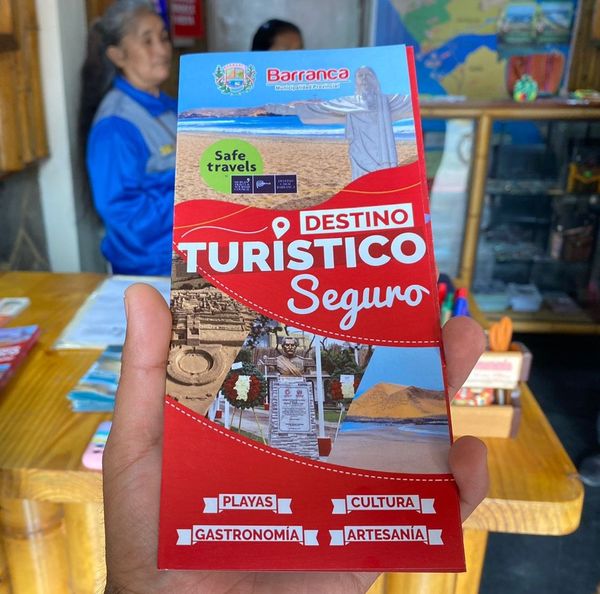 Barranca
Municipalidad Provincial
Safe
travels
DESTINO
TURÍSTICO
Seguro
PLAYAS
CULTURA
GASTRONOMÍA
ARTESANÍA